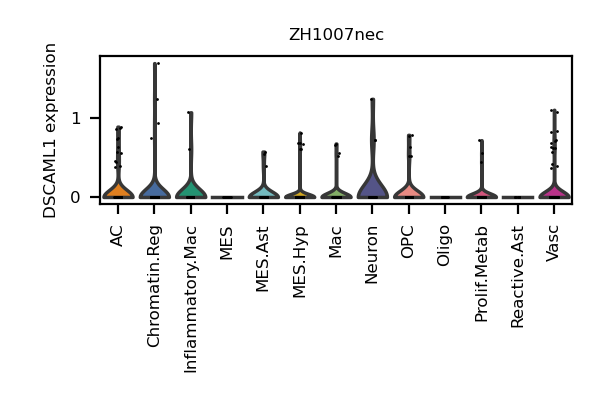 ZH1007nec
DSCAML1 expression
1
0
AC
Chromatin.Reg
Inflammatory.Mac
MES
MES.Ast
MES.Hyp
Mac
Neuron
OPC
Oligo
Prolif.Metab
Reactive.Ast
Vasc